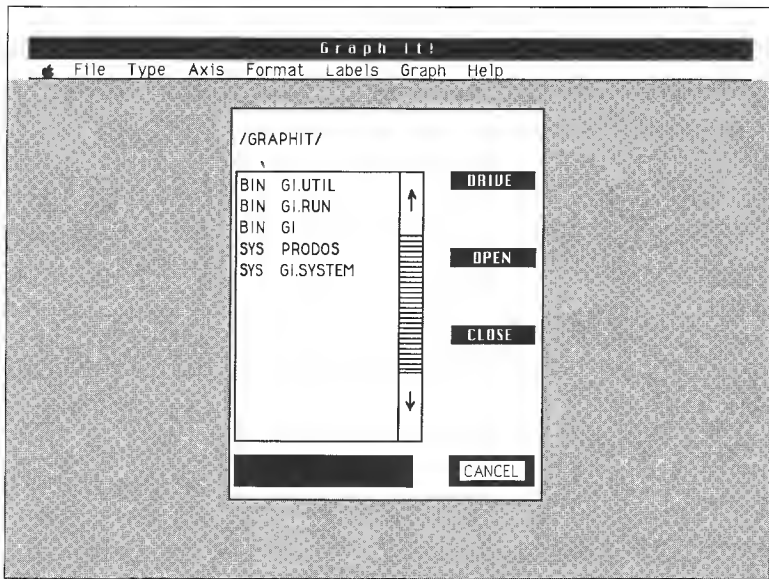 Graph It!
File Type Axis Format Labels Graph Help
/GRAPHIT/
BIN GI.UTIL
BIN GI.RUN
BIN GI
SYS PRODOS
SYS GI.SYSTEM
DRIVE
OPEN
CLOSE
CANCEL